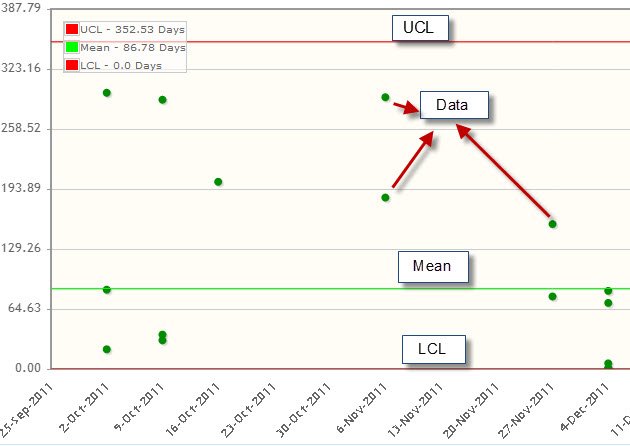 387.79
UCL
UCL - 352.53 Days
Mean - 86.78 Days
LCL - 0.0 Days
323.16
Data
258.52
193.89
129.26
Mean
64.63
LCL
0.00
25-sep-2011
2-Oct-2011
9-Oct-2011
16-Oct-2011
23-Oct-2011
30-Oct-2011
6-Nov-2011
13-Nov-2011
20-Nov-2011
27-Nov-2011
4-Dec-2011
11-D